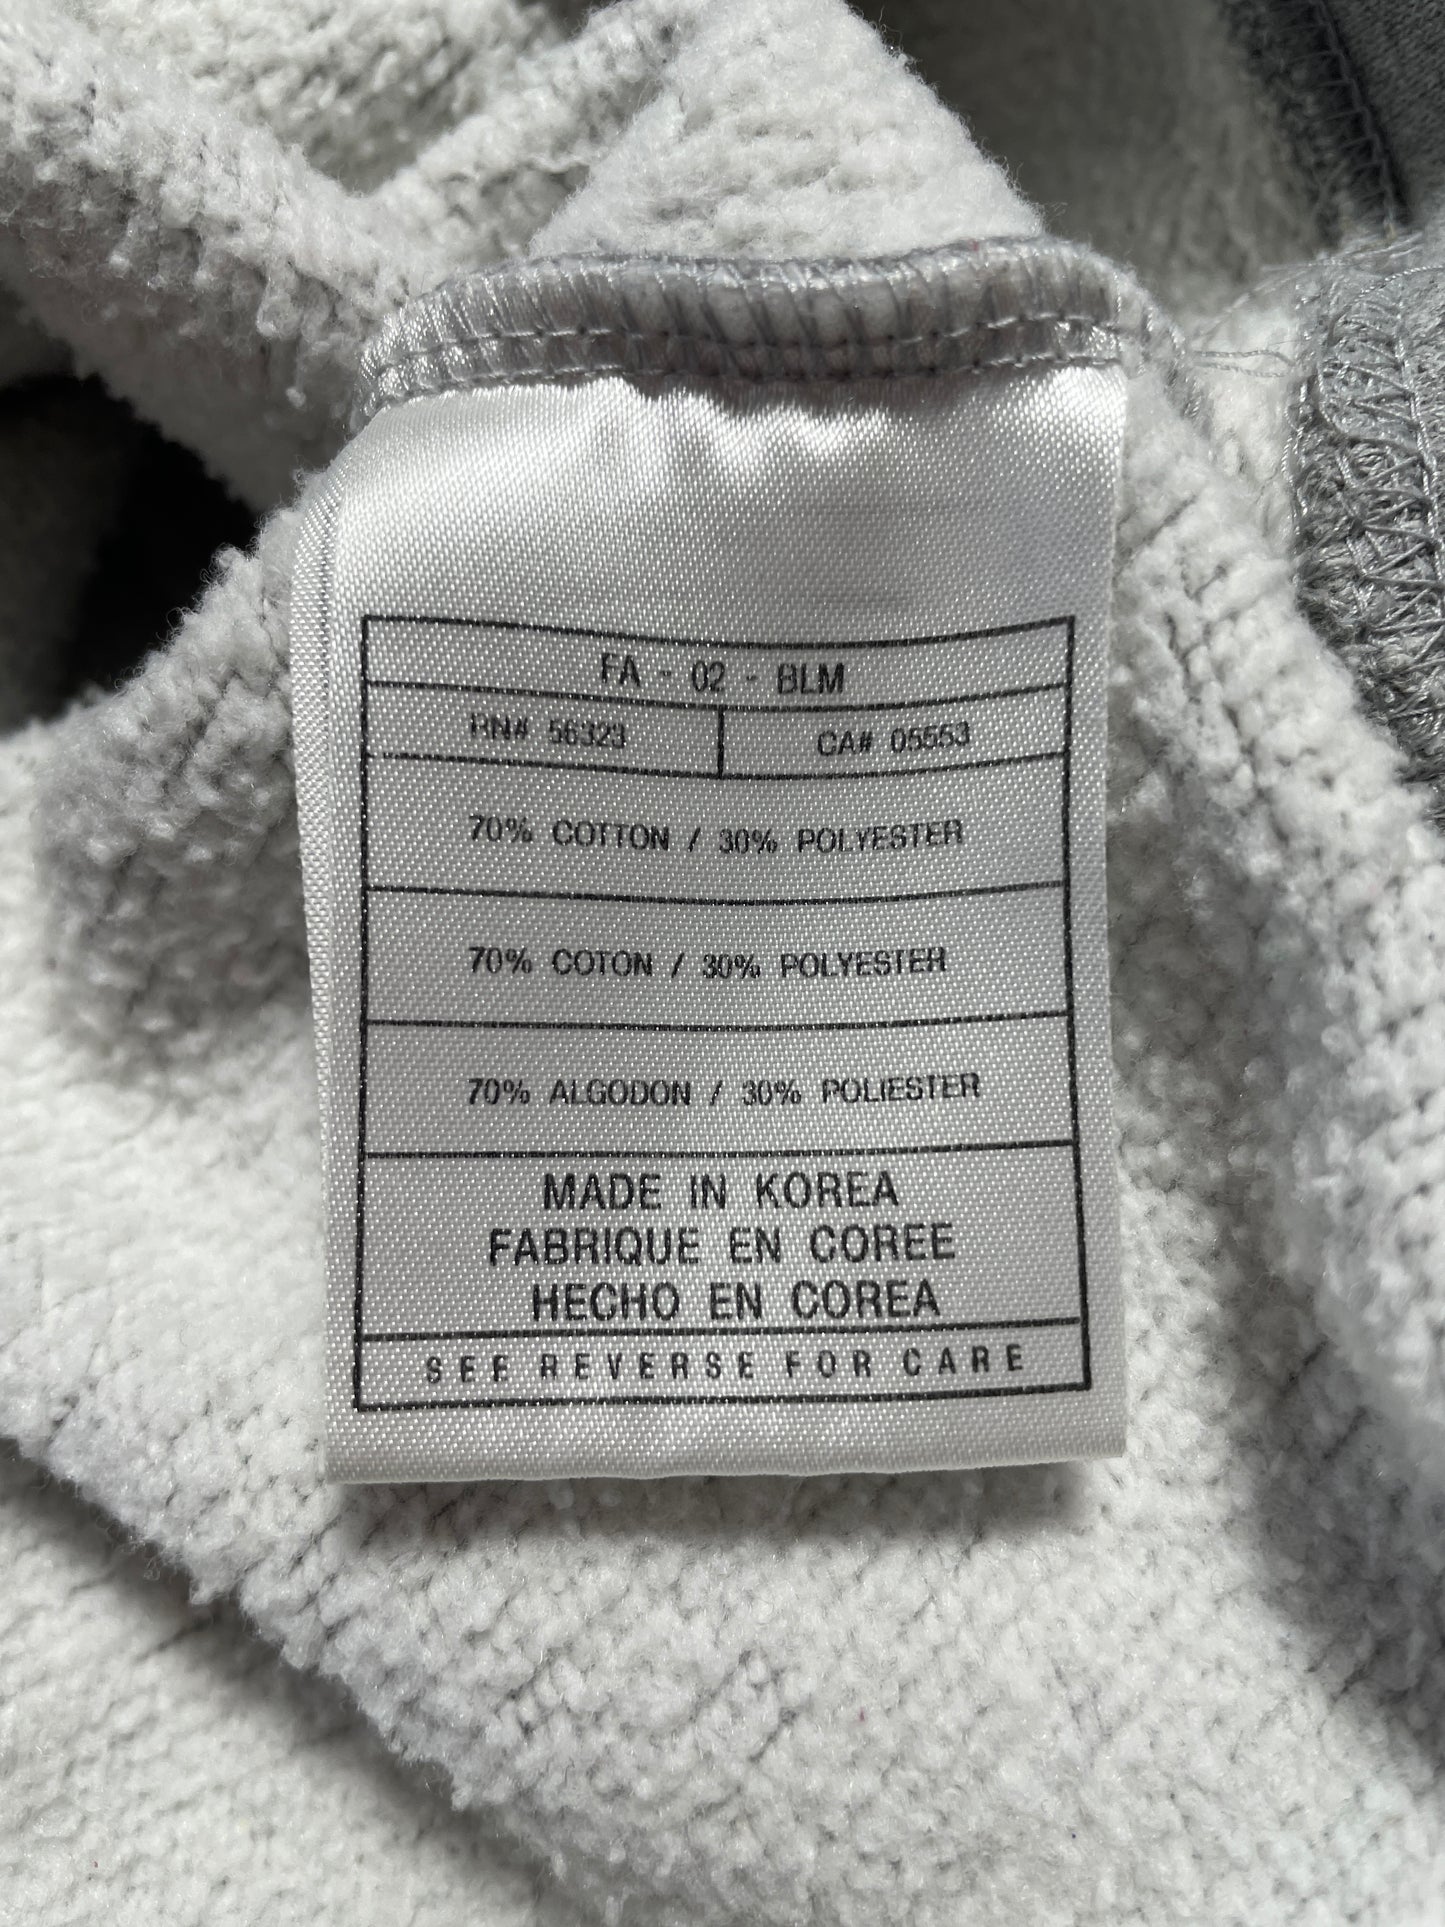 FA - 02 - BLM
RN# 56323 CA# 05553
70% COTTON / 30% POLYESTER
70% COTON / 30% POLYESTER
70% ALGODON / 30% POLIESTER
MADE IN KOREA
FABRIQUE EN COREE
HECHO EN COREA
SEE REVERSE FOR CARE